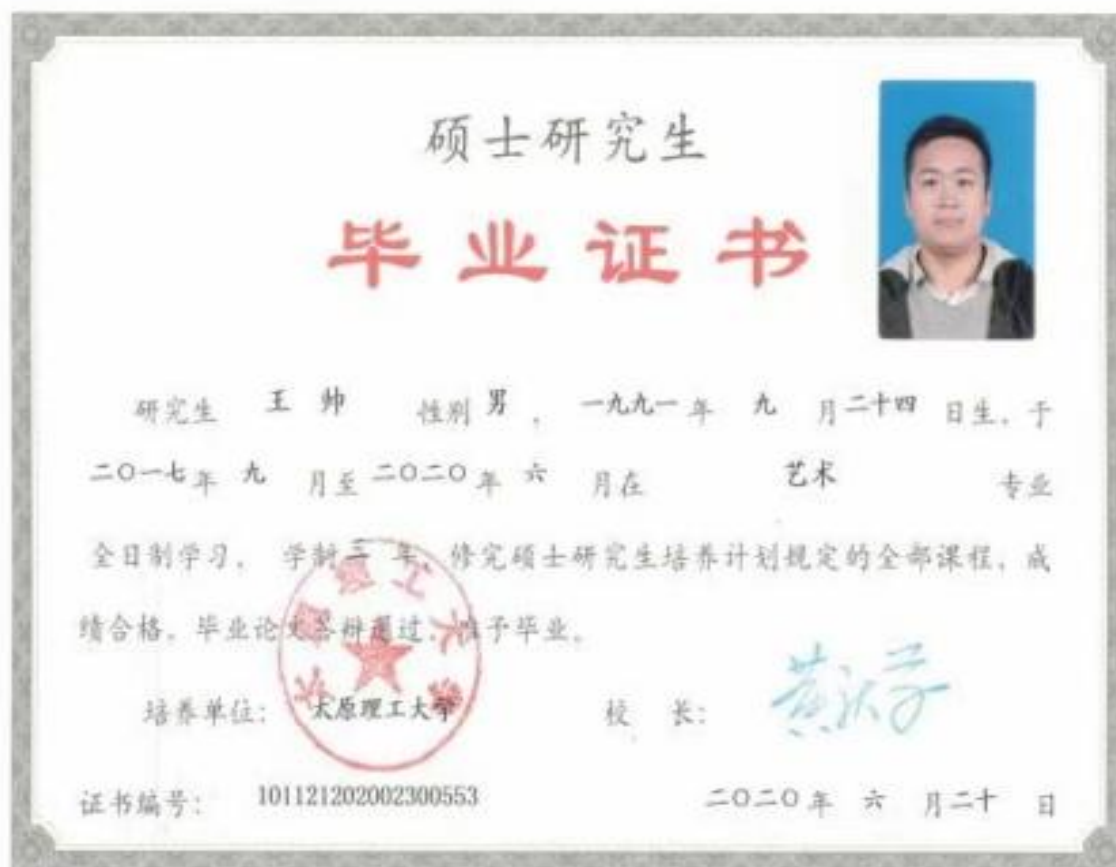 硕士研究生
毕业证书
研究生 王帅 性别 男，一九九一年 九 月二十四 日生，于
二〇一七年 九 月至二〇二〇年 六 月在 艺术 专业
全日制学习，学制三年，修完硕士研究生培养计划规定的全部课程，成
绩合格，毕业论文答辩通过，准予毕业。
太原理工大学
培养单位：太原理工大学 校 长：
证书编号：101121202002300553 二〇二〇年 六 月二十 日